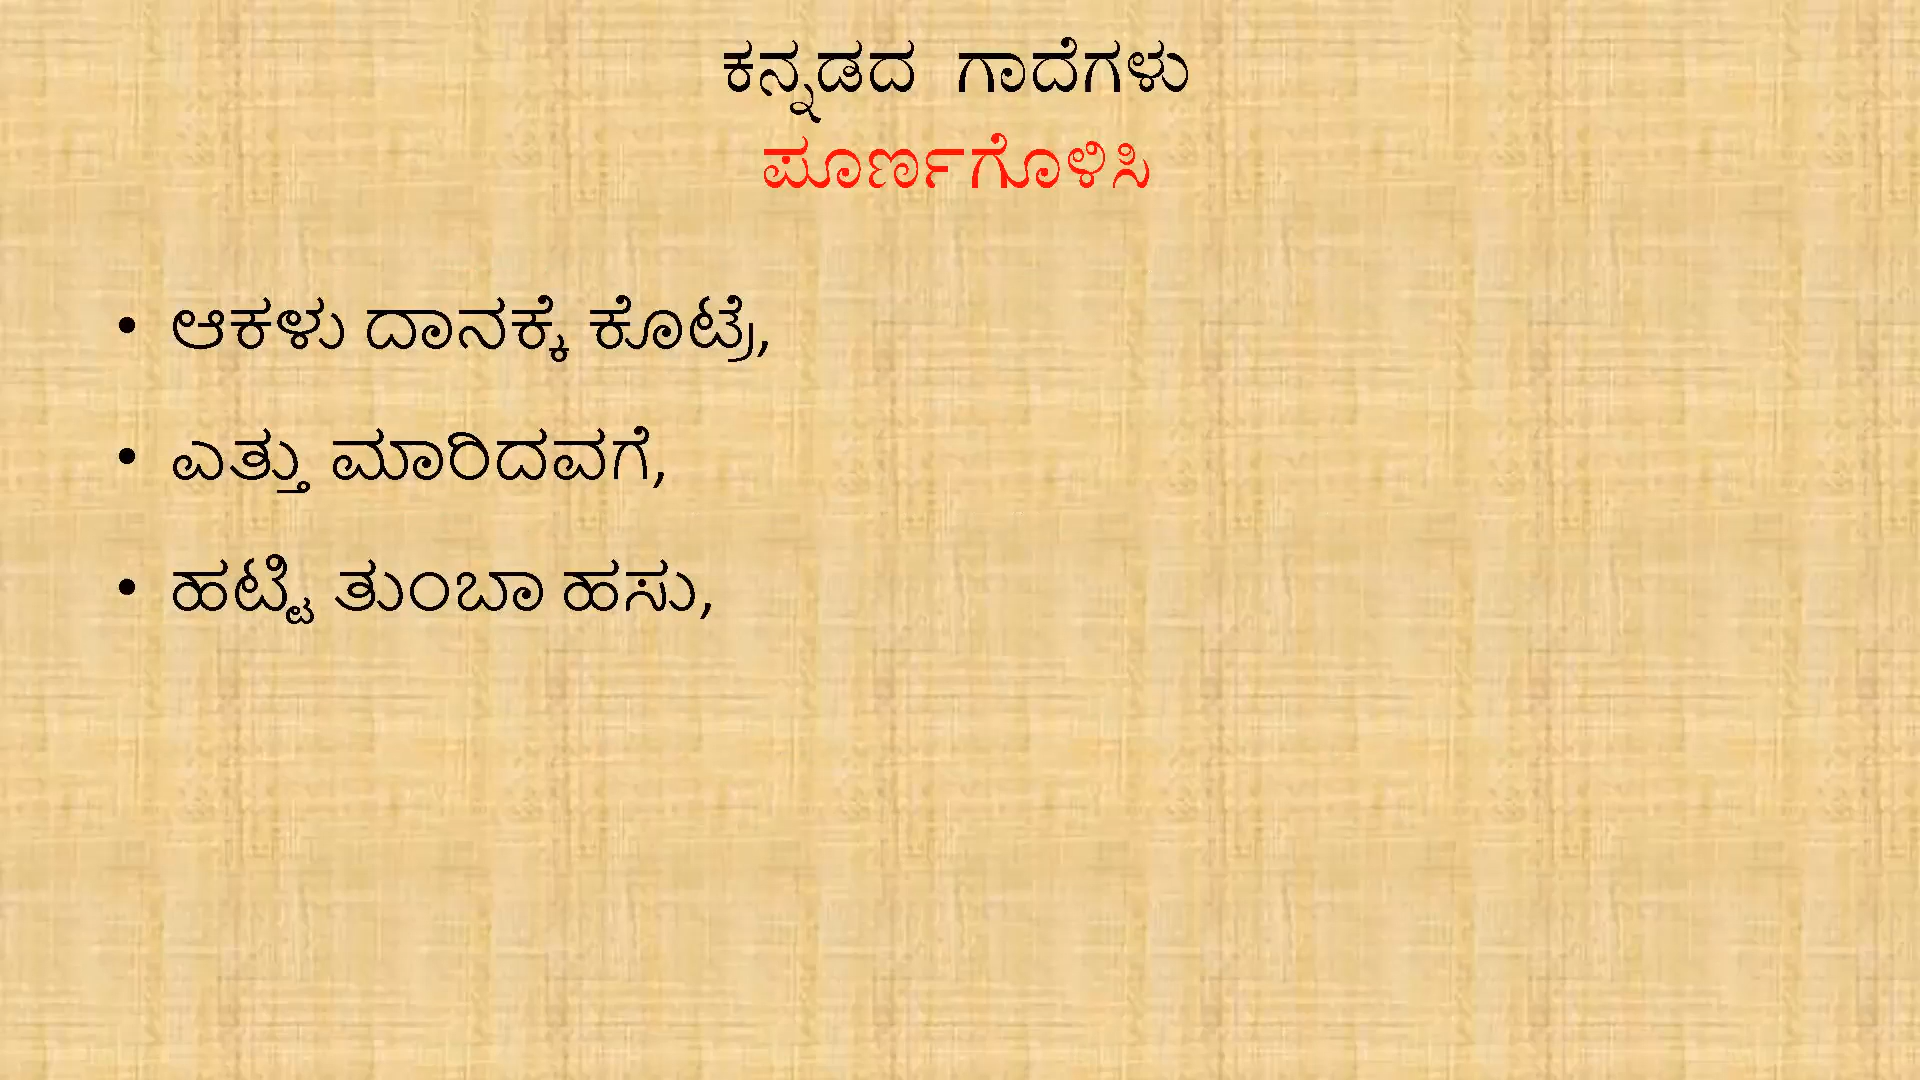 ಕನ್ನಡದ ಗಾದೆಗಳು
ಪೂರ್ಣಗೊಳಿಸಿ
• ಆಕಳು ದಾನಕ್ಕೆ ಕೊಟ್ರೆ,
• ಎತ್ತು ಮಾರಿದವಗೆ,
• ಹಟ್ಟಿ ತುಂಬಾ ಹಸು,